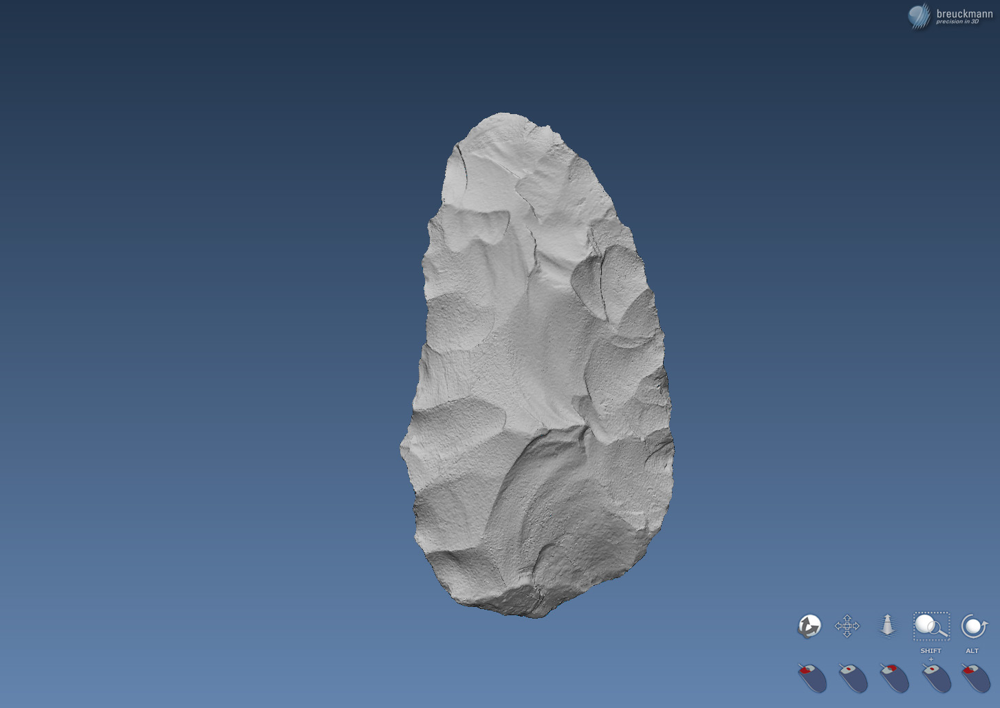 breuckmann
precision in 3D
SHIFT
+
ALT